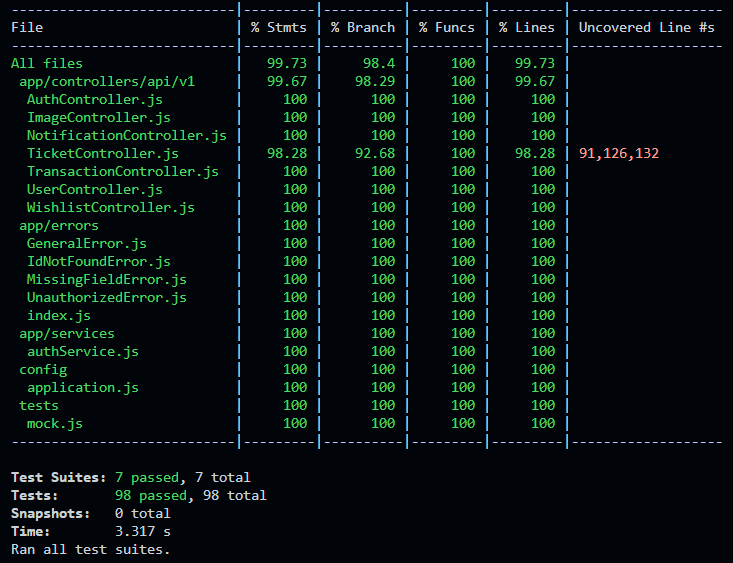 -----------------------------|---------|----------|---------|---------|-------------------
File                         | % Stmts | % Branch | % Funcs | % Lines | Uncovered Line #s
-----------------------------|---------|----------|---------|---------|-------------------
All files                    |   99.73 |     98.4 |     100 |   99.73 |
 app/controllers/api/v1      |   99.67 |    98.29 |     100 |   99.67 |
  AuthController.js          |     100 |      100 |     100 |     100 |
  ImageController.js         |     100 |      100 |     100 |     100 |
  NotificationController.js  |     100 |      100 |     100 |     100 |
  TicketController.js        |   98.28 |    92.68 |     100 |   98.28 | 91,126,132
  TransactionController.js   |     100 |      100 |     100 |     100 |
  UserController.js          |     100 |      100 |     100 |     100 |
  WishlistController.js      |     100 |      100 |     100 |     100 |
 app/errors                  |     100 |      100 |     100 |     100 |
  GeneralError.js            |     100 |      100 |     100 |     100 |
  IdNotFoundError.js         |     100 |      100 |     100 |     100 |
  MissingFieldError.js       |     100 |      100 |     100 |     100 |
  UnauthorizedError.js       |     100 |      100 |     100 |     100 |
  index.js                   |     100 |      100 |     100 |     100 |
 app/services                |     100 |      100 |     100 |     100 |
  authService.js             |     100 |      100 |     100 |     100 |
 config                      |     100 |      100 |     100 |     100 |
  application.js             |     100 |      100 |     100 |     100 |
 tests                       |     100 |      100 |     100 |     100 |
  mock.js                    |     100 |      100 |     100 |     100 |
-----------------------------|---------|----------|---------|---------|-------------------
Test Suites: 7 passed, 7 total
Tests:       98 passed, 98 total
Snapshots:   0 total
Time:        3.317 s
Ran all test suites.